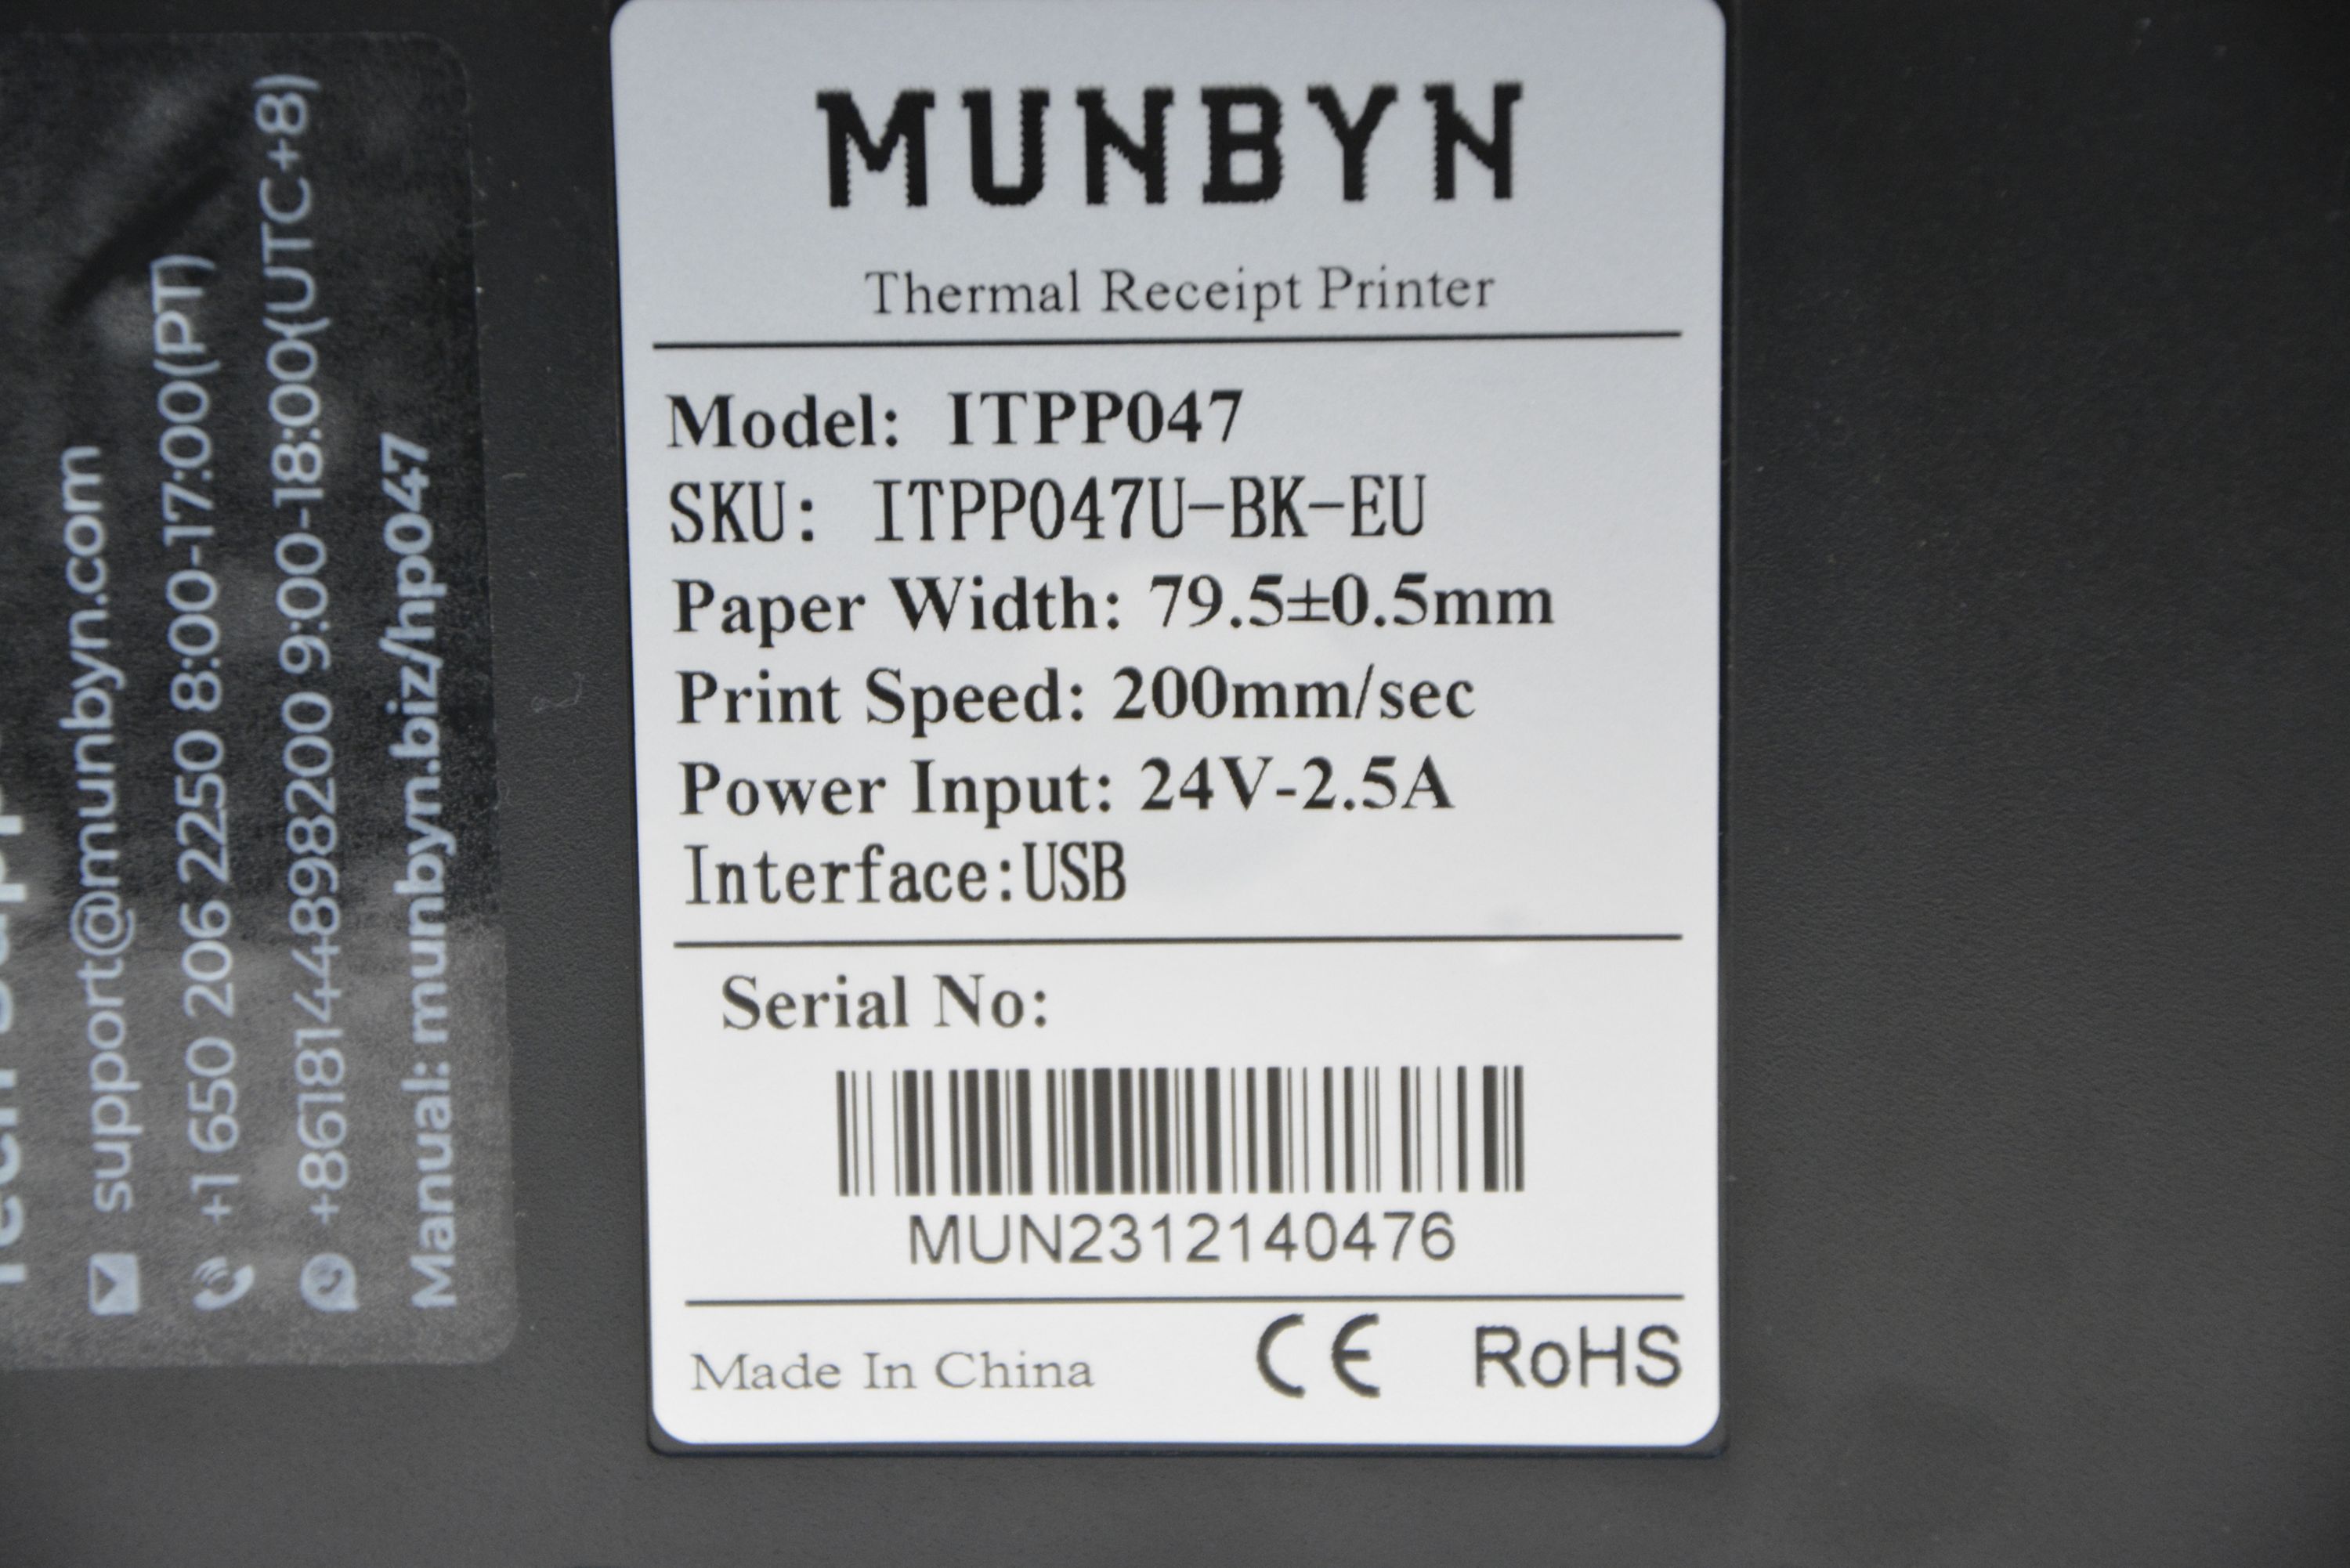 MUNBYN
Thermal Receipt Printer
Model: ITPP047
SKU: ITPP047U-BK-EU
Paper Width: 79.5±0.5mm
Print Speed: 200mm/sec
Power Input: 24V-2.5A
Interface:USB
Serial No:
MUN2312140476
Made In China CE RoHS
support@munbyn.com
+1 650 206 2250 8:00-17:00(PT)
+8618144898200 9:00-18:00(UTC+8)
Manual: munbyn.biz/hp047